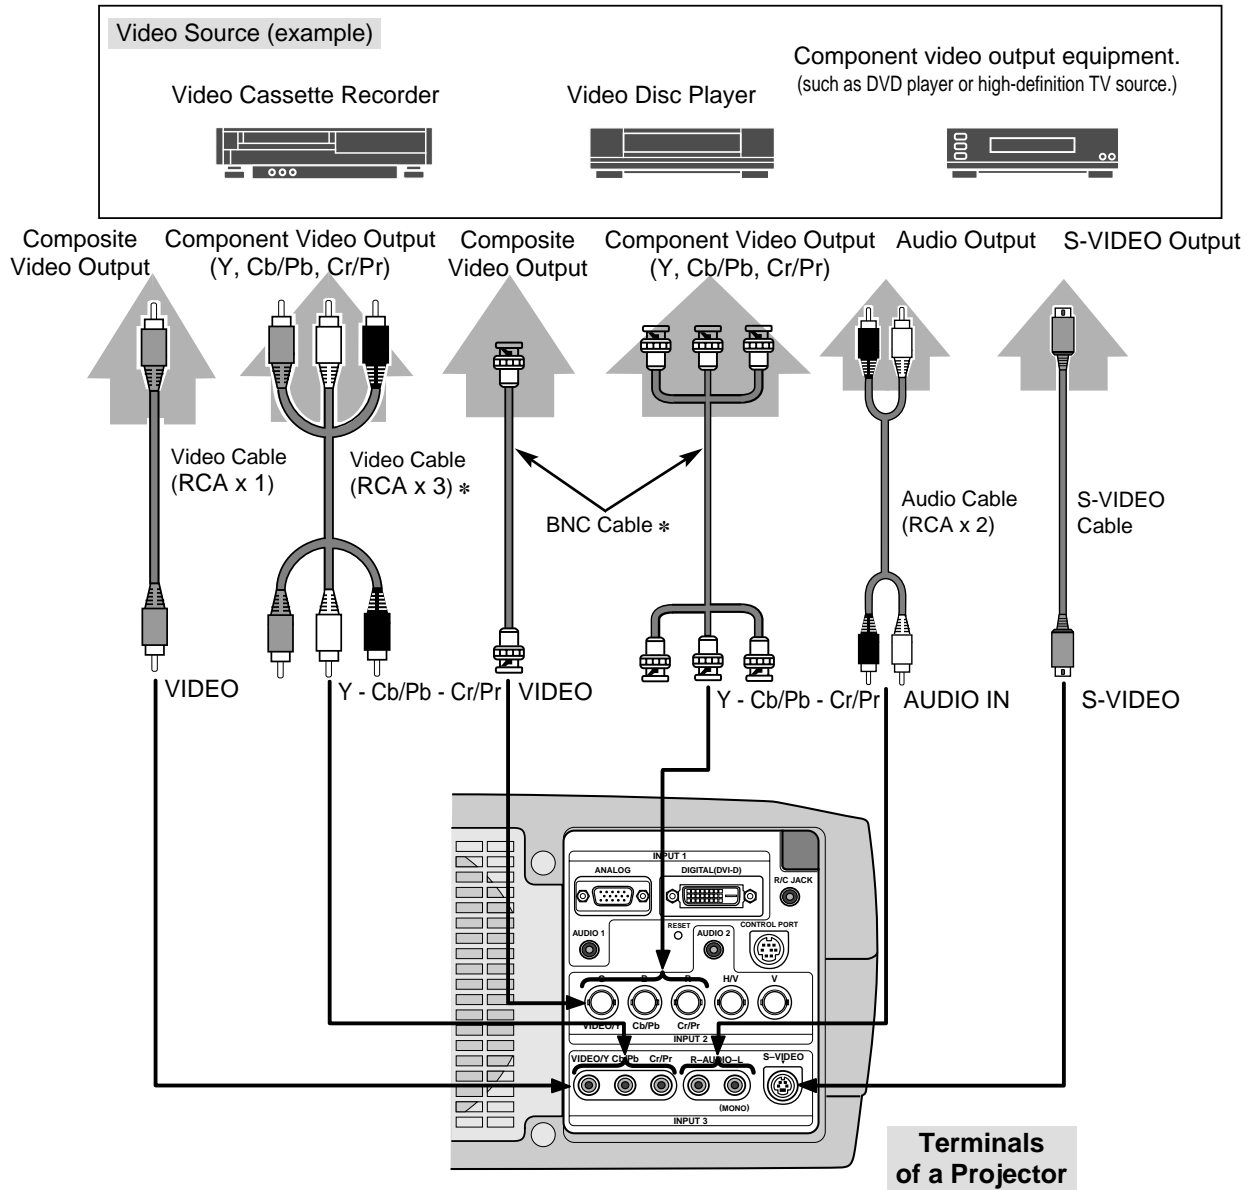 Video Source (example)
Component video output equipment.
(such as DVD player or high-definition TV source.)
Video Cassette Recorder
Video Disc Player
Composite
Video Output
Component Video Output
(Y, Cb/Pb, Cr/Pr)
Composite
Video Output
Component Video Output
(Y, Cb/Pb, Cr/Pr)
Audio Output
S-VIDEO Output
Video Cable
(RCA x 1)
Video Cable
(RCA x 3) *
BNC Cable *
Audio Cable
(RCA x 2)
S-VIDEO
Cable
VIDEO
Y - Cb/Pb - Cr/Pr
VIDEO
Y - Cb/Pb - Cr/Pr
AUDIO IN
S-VIDEO
INPUT 1
ANALOG
DIGITAL(DVI-D)
R/C JACK
AUDIO 1
RESET
AUDIO 2
CONTROL PORT
G
B
R
H/V
V
VIDEO/Y
Cb/Pb
Cr/Pr
INPUT 2
VIDEO/Y
Cb/Pb
Cr/Pr
R–AUDIO–L
S–VIDEO
(MONO)
INPUT 3
Terminals
of a Projector